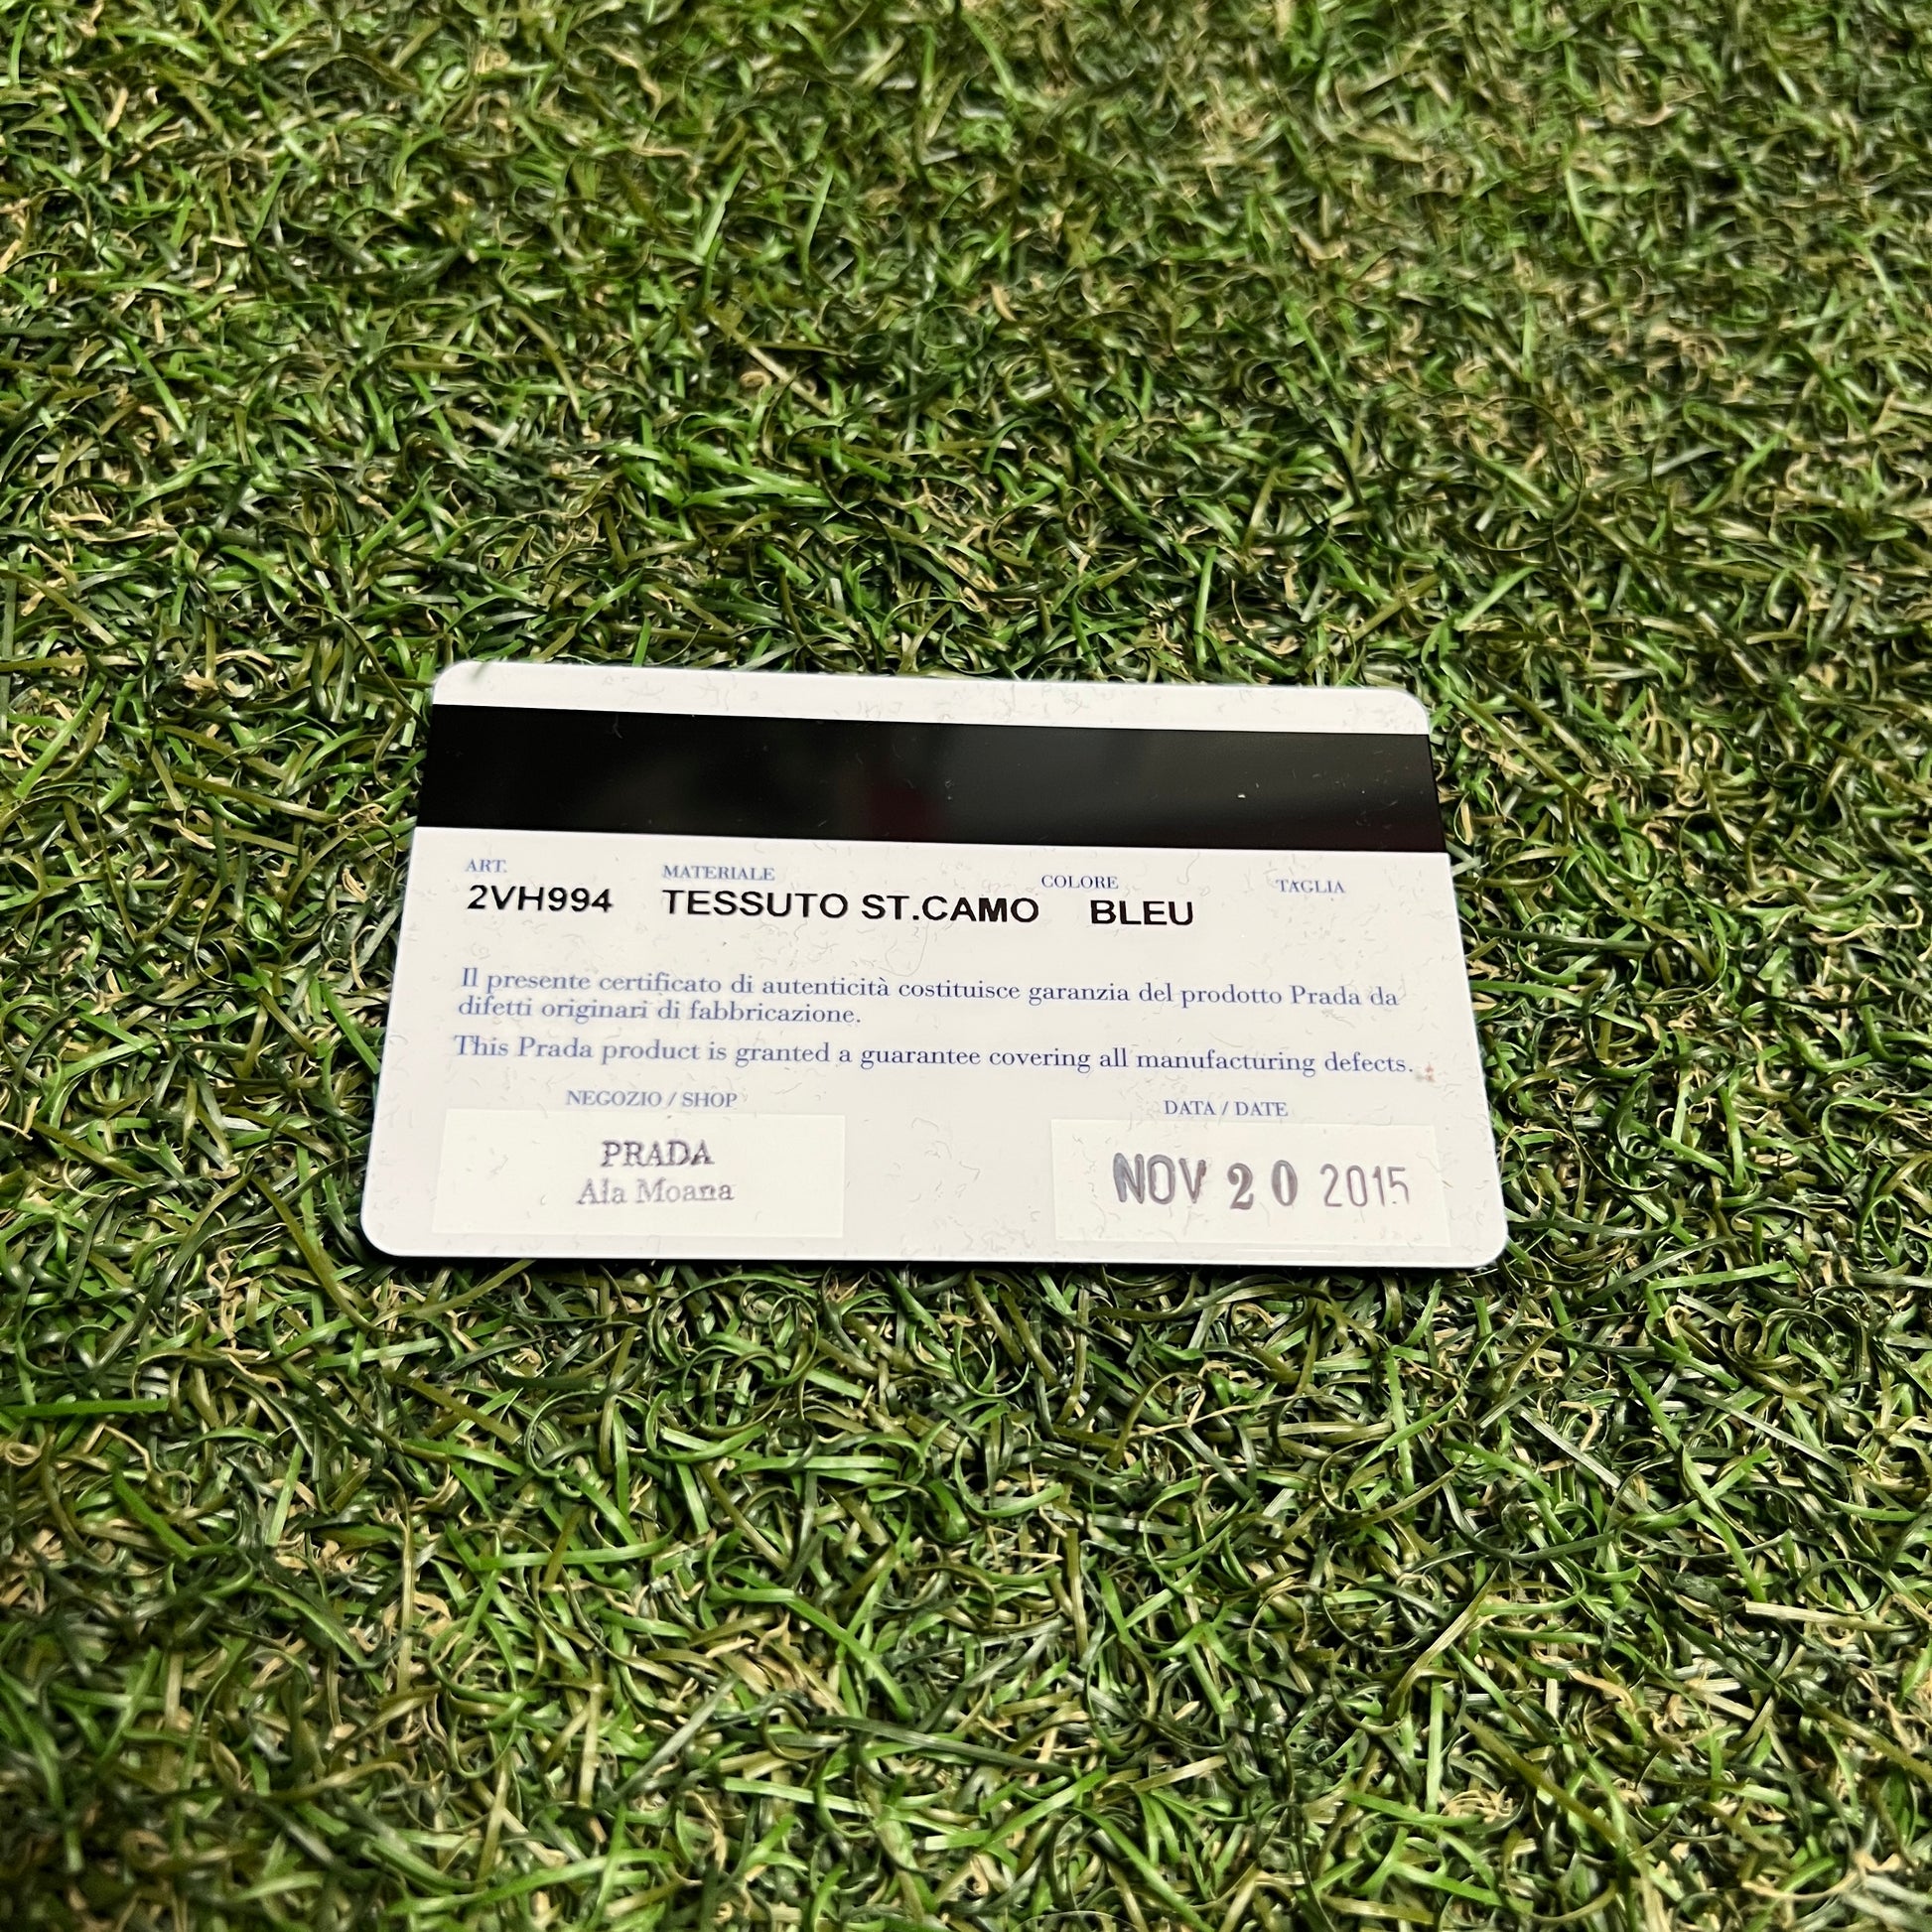 ART. MATERIALE COLORE TAGLIA
2VH994 TESSUTO ST.CAMO BLEU
Il presente certificato di autenticità costituisce garanzia del prodotto Prada da
difetti originari di fabbricazione.
This Prada product is granted a guarantee covering all manufacturing defects.
NEGOZIO / SHOP DATA / DATE
PRADA
Ala Moana
NOV 20 2015